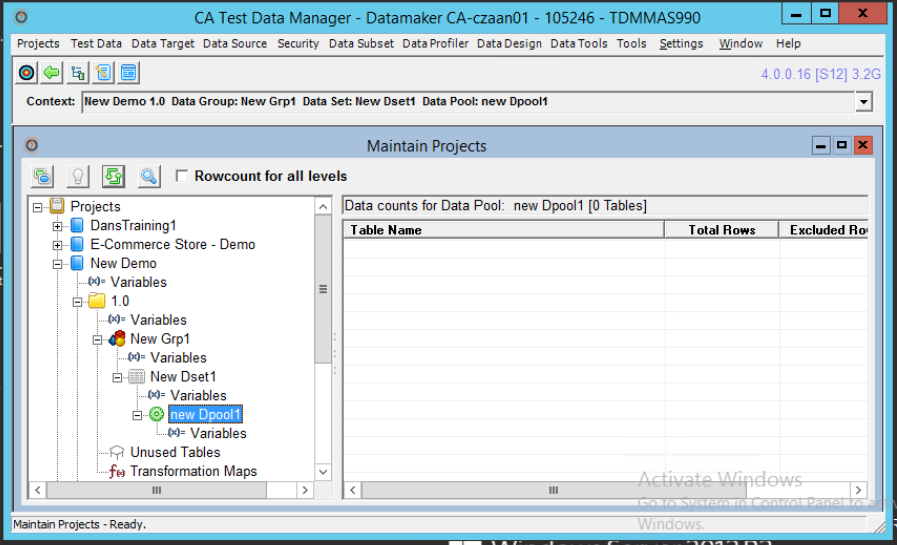 CA Test Data Manager - Datamaker CA-czaan01 - 105246 - TDMMAS990
Projects Test Data Data Target Data Source Security Data Subset Data Profiler Data Design Data Tools Tools Settings Window Help
4.0.0.16 [S12] 3.2G
Context: New Demo 1.0 Data Group: New Grp1 Data Set: New Dset1 Data Pool: new Dpool1
Maintain Projects
Rowcount for all levels
Projects
DansTraining1
E-Commerce Store - Demo
New Demo
(x)= Variables
1.0
(x)= Variables
New Grp1
(x)= Variables
New Dset1
(x)= Variables
new Dpool1
(x)= Variables
Unused Tables
Transformation Maps
Data counts for Data Pool: new Dpool1 [0 Tables]
Table Name Total Rows Excluded Ro
Activate Windows
Go to System in Control Panel to
Windows.
Maintain Projects - Ready.